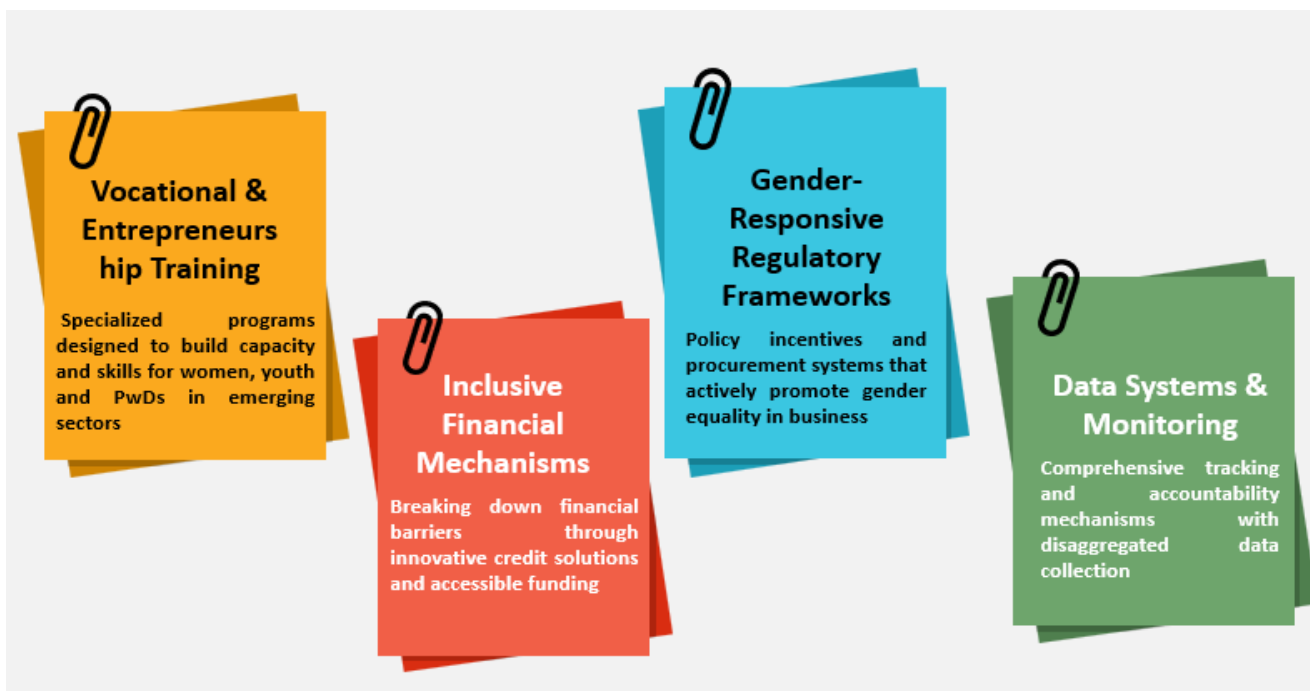 Vocational &
Entrepreneurs
hip Training
Specialized programs
designed to build capacity
and skills for women, youth
and PwDs in emerging
sectors
Inclusive
Financial
Mechanisms
Breaking down financial
barriers through
innovative credit solutions
and accessible funding
Gender-
Responsive
Regulatory
Frameworks
Policy incentives and
procurement systems that
actively promote gender
equality in business
Data Systems &
Monitoring
Comprehensive tracking
and accountability
mechanisms with
disaggregated data
collection